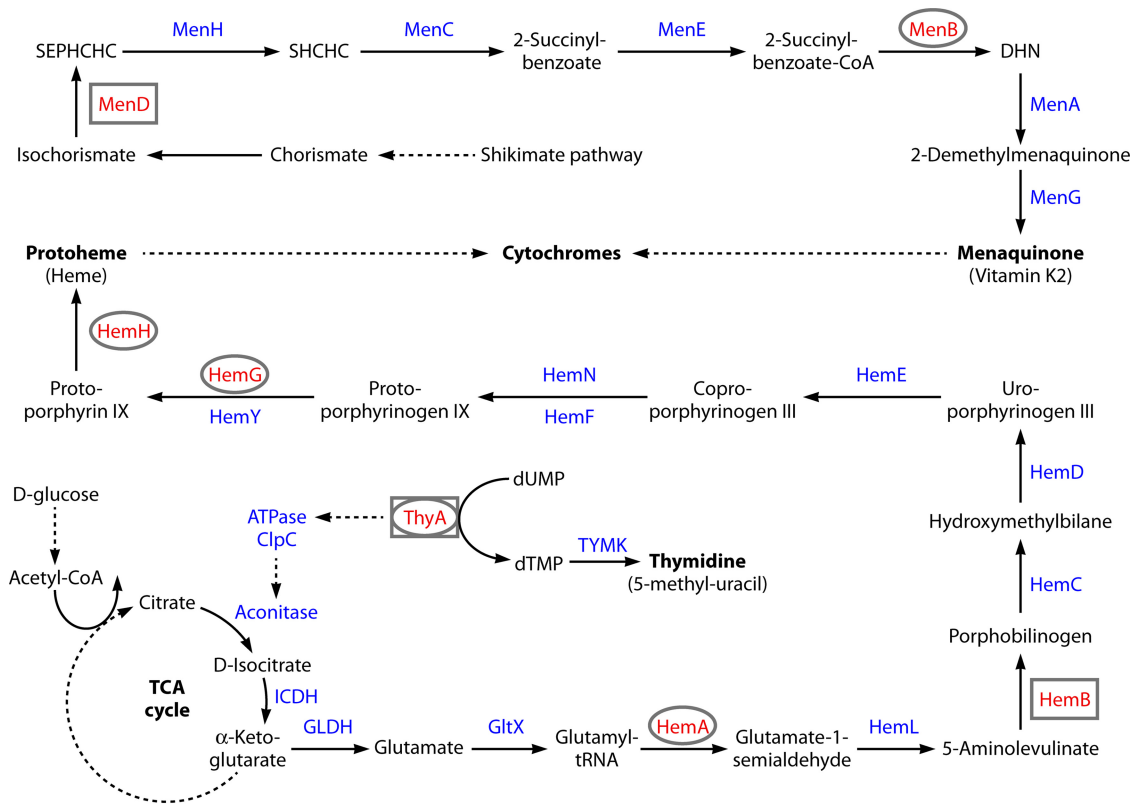 MenH
MenC
MenE
MenB
SEPHCHC
SHCHC
2-Succinyl-
benzoate
2-Succinyl-
benzoate-CoA
DHN
MenD
MenA
Isochorismate
Chorismate
Shikimate pathway
2-Demethylmenaquinone
MenG
Protoheme
(Heme)
Cytochromes
Menaquinone
(Vitamin K2)
HemH
HemG
HemN
HemE
Proto-
porphyrin IX
HemY
Proto-
porphyrinogen IX
HemF
Copro-
porphyrinogen III
Uro-
porphyrinogen III
HemD
D-glucose
dUMP
ATPase
ClpC
ThyA
Hydroxymethylbilane
TYMK
dTMP
Thymidine
(5-methyl-uracil)
Acetyl-CoA
HemC
Citrate
Aconitase
Porphobilinogen
D-Isocitrate
TCA
cycle
ICDH
HemB
GLDH
GltX
HemA
HemL
α-Keto-
glutarate
Glutamate
Glutamyl-
tRNA
Glutamate-1-
semialdehyde
5-Aminolevulinate